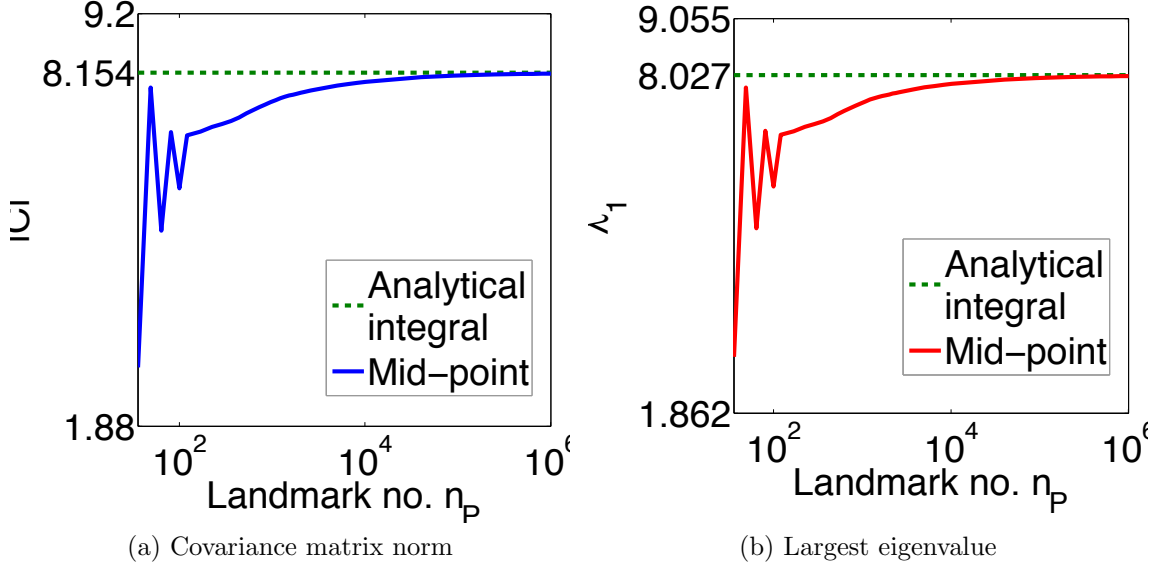 9.2
8.154
1.88
|C|
Analytical
integral
Mid−point
10^2
10^4
10^6
Landmark no. n_P
(a) Covariance matrix norm
9.055
8.027
1.862
λ_1
Analytical
integral
Mid−point
10^2
10^4
10^6
Landmark no. n_P
(b) Largest eigenvalue